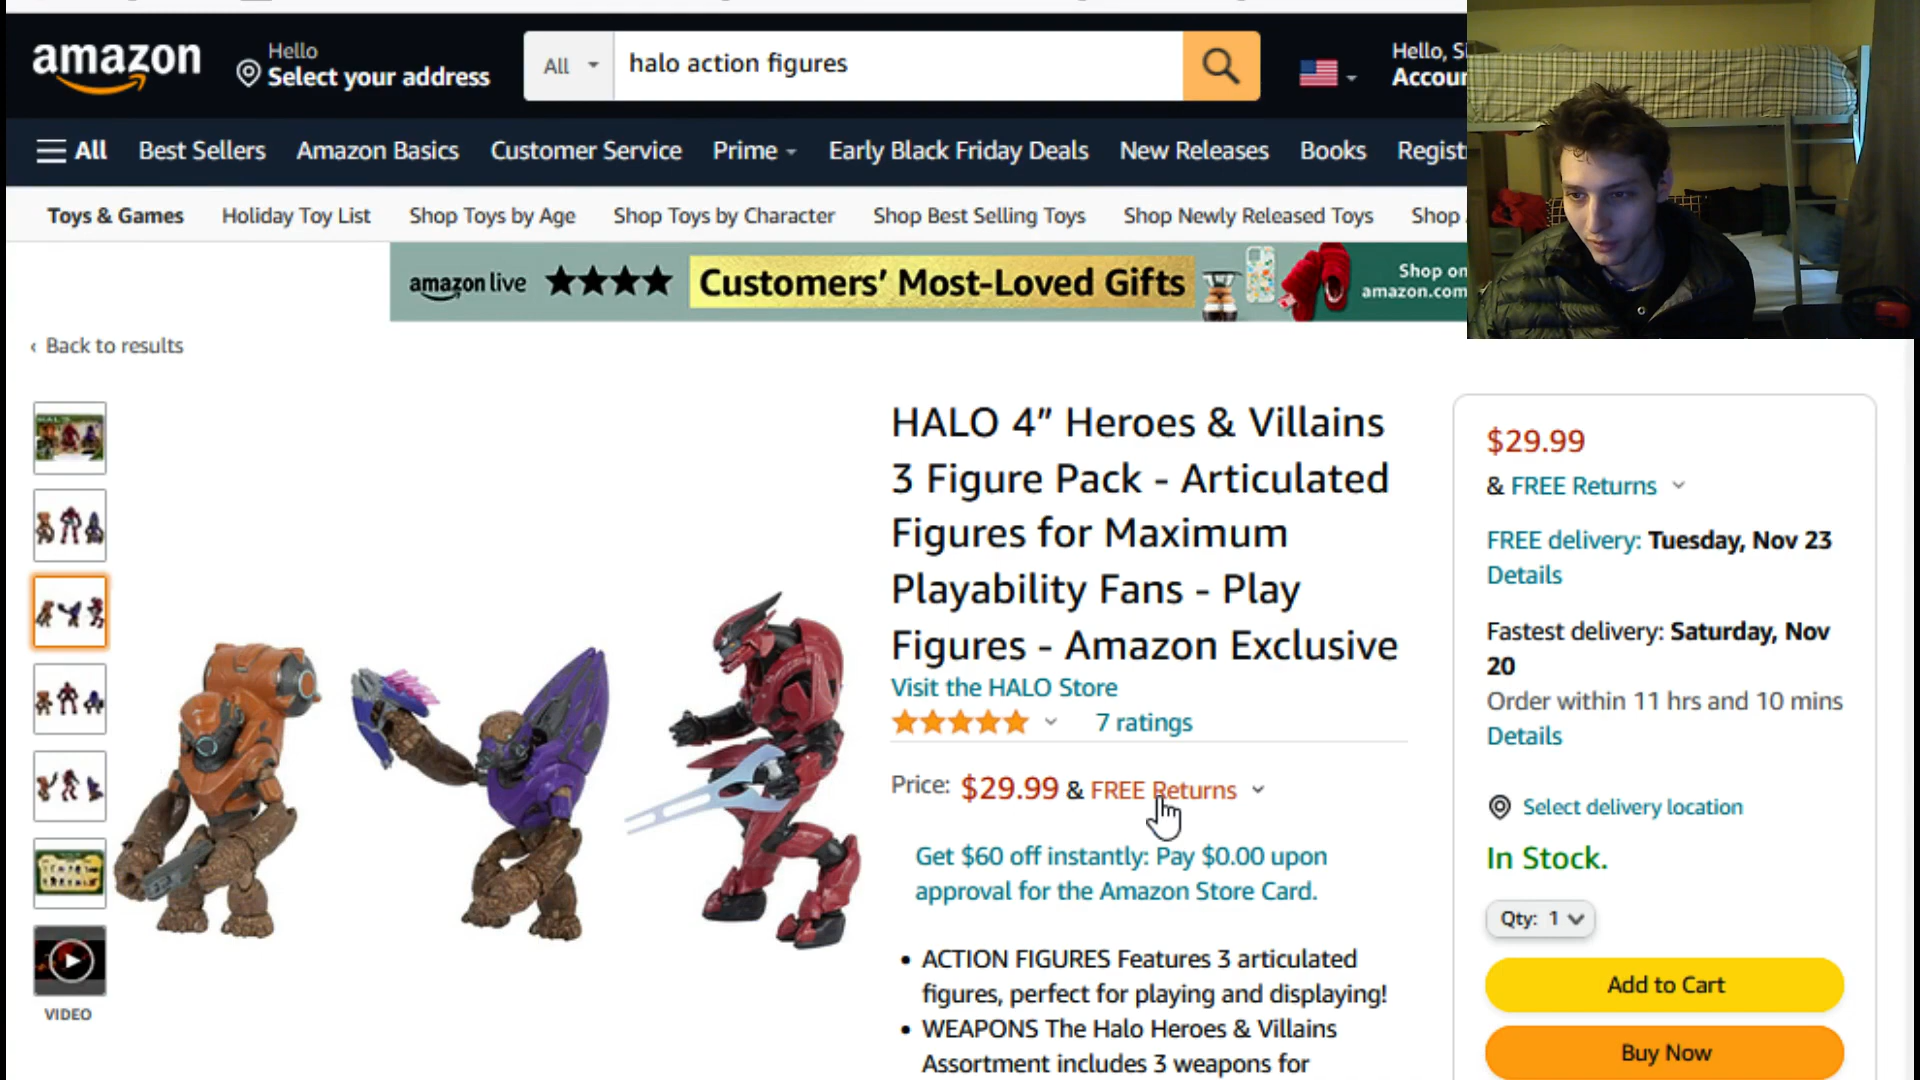 amazon
Hello
Select your address
All
halo action figures
Hello, S
Accou
All
Best Sellers
Amazon Basics
Customer Service
Prime
Early Black Friday Deals
New Releases
Books
Regist
Toys & Games
Holiday Toy List
Shop Toys by Age
Shop Toys by Character
Shop Best Selling Toys
Shop Newly Released Toys
Shop
amazon live
Customers' Most-Loved Gifts
Shop on
amazon.com
‹ Back to results
VIDEO
HALO 4” Heroes & Villains
3 Figure Pack - Articulated
Figures for Maximum
Playability Fans - Play
Figures - Amazon Exclusive
Visit the HALO Store
7 ratings
Price: $29.99 & FREE Returns
Get $60 off instantly: Pay $0.00 upon
approval for the Amazon Store Card.
• ACTION FIGURES Features 3 articulated
figures, perfect for playing and displaying!
• WEAPONS The Halo Heroes & Villains
Assortment includes 3 weapons for
$29.99
& FREE Returns
FREE delivery: Tuesday, Nov 23
Details
Fastest delivery: Saturday, Nov
20
Order within 11 hrs and 10 mins
Details
Select delivery location
In Stock.
Qty: 1
Add to Cart
Buy Now